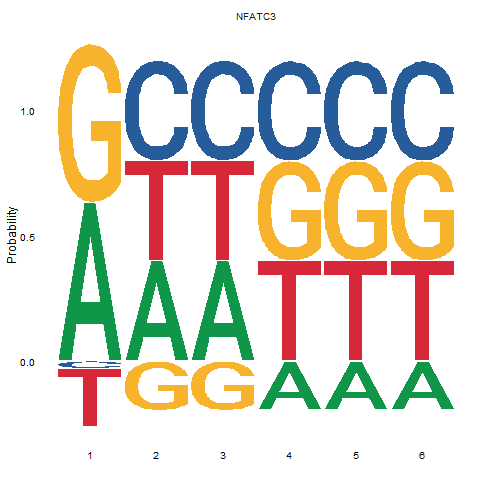 NFATC3
Probability
1.0
0.5
0.0
G C C C C C
A T T G G G
C A A T T T
T G G A A A
1 2 3 4 5 6